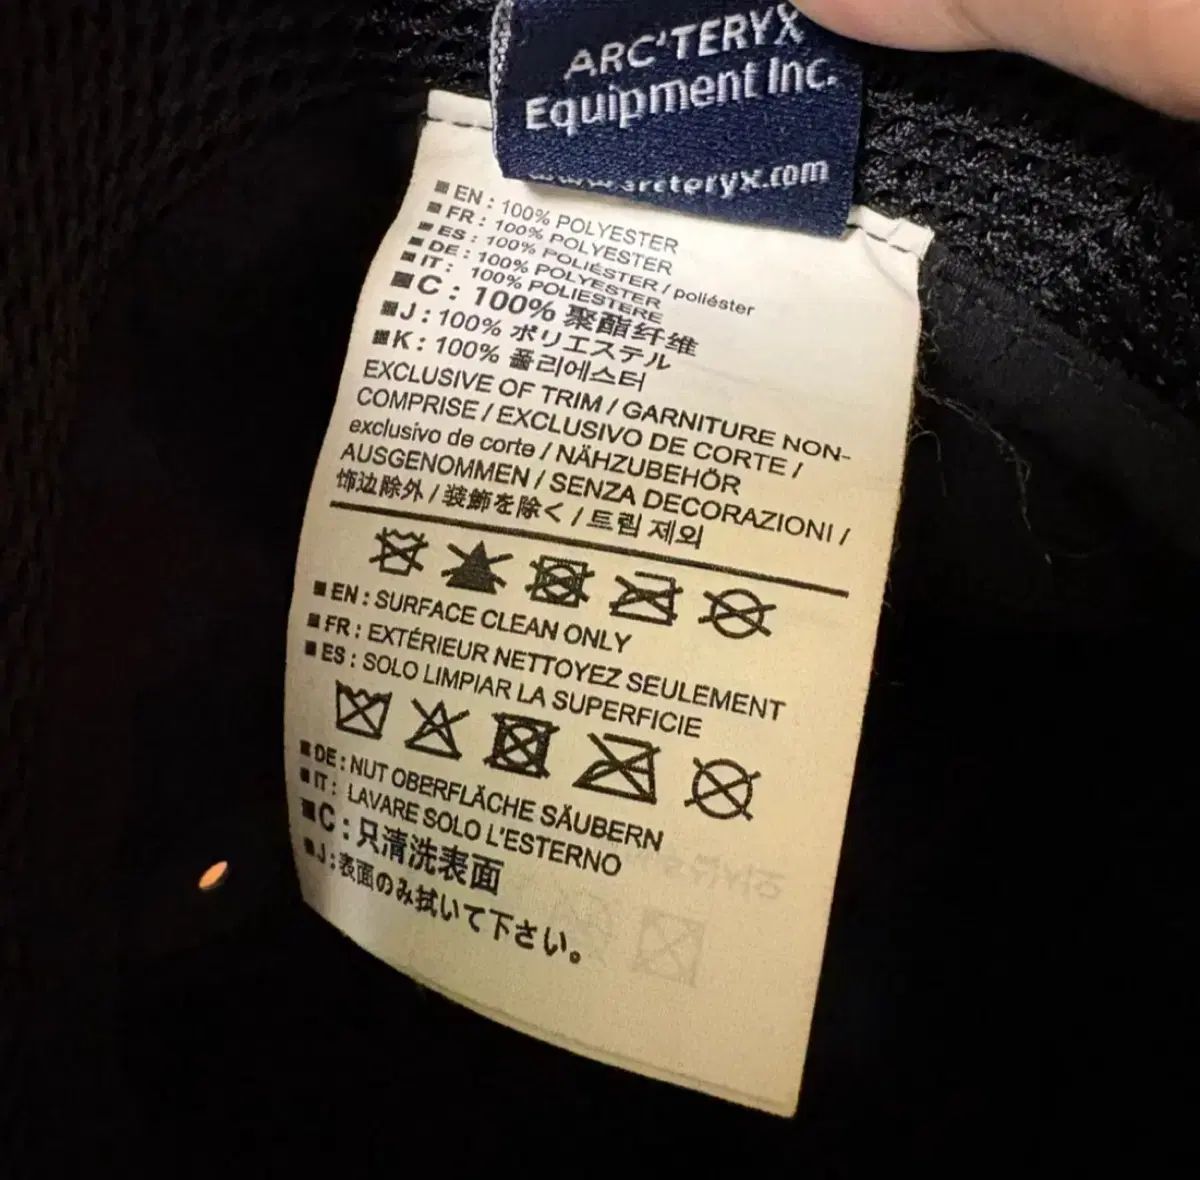 ARC'TERYX
Equipment Inc.
www.arcteryx.com
EN : 100% POLYESTER
FR : 100% POLYESTER
ES : 100% POLIÉSTER / poliéster
DE : 100% POLYESTER
IT : 100% POLIESTERE
C : 100% 聚酯纤维
J : 100% ポリエステル
K : 100% 폴리에스터
EXCLUSIVE OF TRIM / GARNITURE NON-
COMPRISE / EXCLUSIVO DE CORTE /
exclusivo de corte / NÄHZUBEHÖR
AUSGENOMMEN / SENZA DECORAZIONI /
饰边除外 / 装飾を除く / 트림 제외
EN : SURFACE CLEAN ONLY
FR : EXTÉRIEUR NETTOYEZ SEULEMENT
ES : SOLO LIMPIAR LA SUPERFICIE
DE : NUT OBERFLÄCHE SÄUBERN
IT : LAVARE SOLO L'ESTERNO
C : 只清洗表面
J : 表面のみ拭いて下さい。